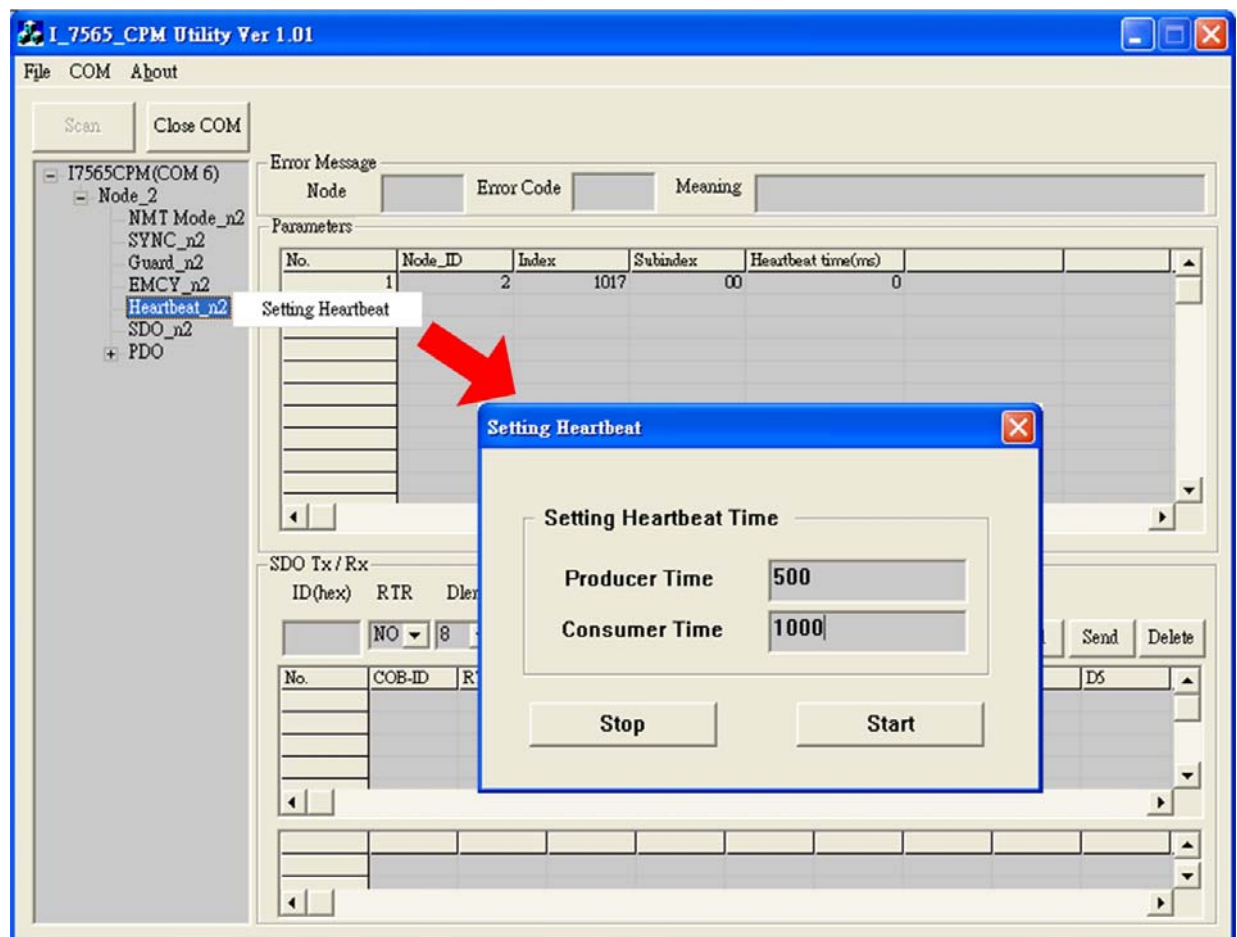 I_7565_CPM Utility Ver 1.01
File COM About
Scan Close COM
I7565CPM(COM 6)
Node_2
NMT Mode_n2
SYNC_n2
Guard_n2
EMCY_n2
Heartbeat_n2
SDO_n2
PDO
Setting Heartbeat
Error Message
Node Error Code Meaning
Parameters
No. Node_ID Index Subindex Heartbeat time(ms)
1 2 1017 00 0
Setting Heartbeat
Setting Heartbeat Time
Producer Time 500
Consumer Time 1000
Stop Start
SDO Tx / Rx
ID(hex) RTR
NO 8 Send Delete
No. COB-ID D5